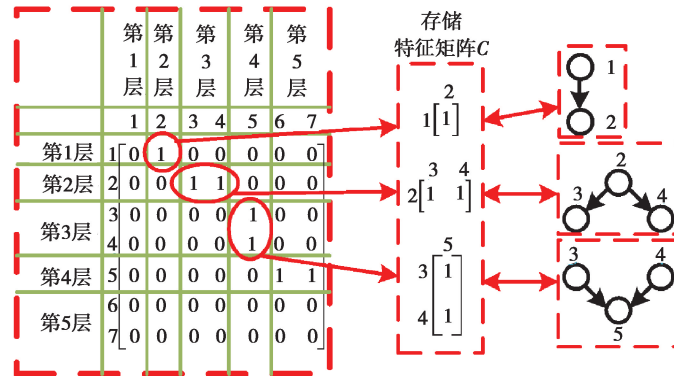 第1层 第2层 第3层 第4层 第5层
1 2 3 4 5 6 7
第1层 1 0 1 0 0 0 0 0
第2层 2 0 0 1 1 0 0 0
第3层 3 0 0 0 0 1 0 0
4 0 0 0 0 1 0 0
第4层 5 0 0 0 0 0 1 1
第5层 6 0 0 0 0 0 0 0
7 0 0 0 0 0 0 0
存储
特征矩阵C
2
1[1]
3 4
2[1 1]
5
3[1
4 1]
1
2
2
3 4
3 4
5